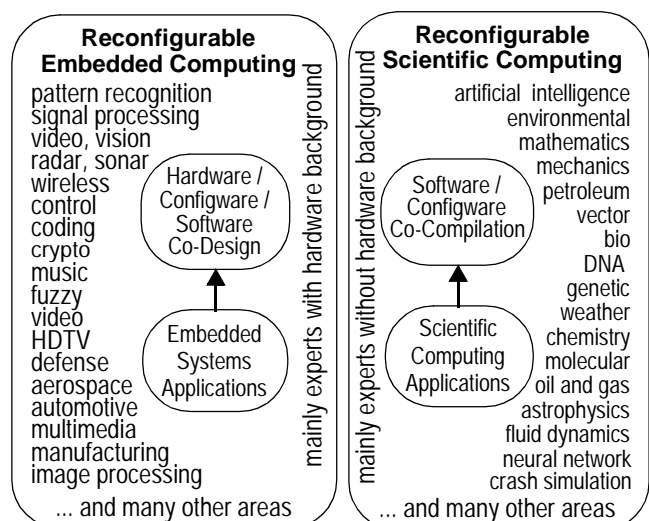 Reconfigurable
Embedded Computing
pattern recognition
signal processing
video, vision
radar, sonar
wireless
control
coding
crypto
music
fuzzy
video
HDTV
defense
aerospace
automotive
multimedia
manufacturing
image processing
... and many other areas
Hardware /
Configware /
Software
Co-Design
Embedded
Systems
Applications
mainly experts with hardware background
Reconfigurable
Scientific Computing
mainly experts without hardware background
Software /
Configware
Co-Compilation
Scientific
Computing
Applications
artificial intelligence
environmental
mathematics
mechanics
petroleum
vector
bio
DNA
genetic
weather
chemistry
molecular
oil and gas
astrophysics
fluid dynamics
neural network
crash simulation
... and many other areas